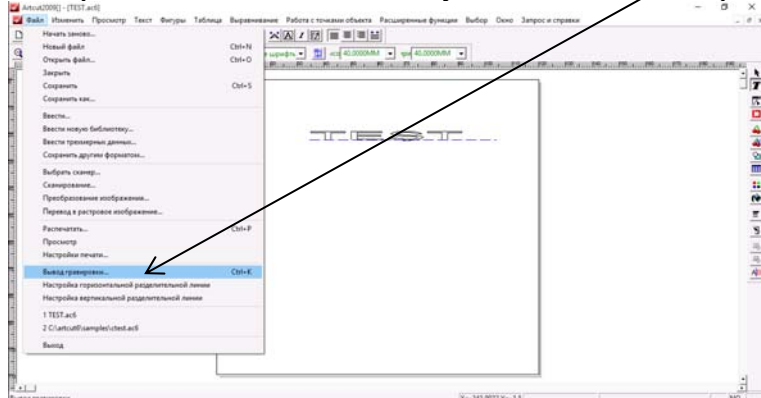 Artcut2009[] - [TEST.ac6]
Файл Изменить Просмотр Текст Фигуры Таблица Выравнивание Работа с точками объекта Расширенные функции Выбор Окно Запрос и справки
Начать заново...
Новый файл Ctrl+N
Открыть файл... Ctrl+O
Закрыть
Сохранить Ctrl+S
Сохранить как...
Ввести...
Ввести новую библиотеку...
Ввести трехмерных данных...
Сохранить другим форматом...
Выбрать сканер...
Сканирование...
Преобразование изображения...
Перевод в растровое изображение...
Распечатать... Ctrl+P
Просмотр
Настройки печати...
Вывод гравировки... Ctrl+K
Настройка горизонтальной разделительной линии
Настройка вертикальной разделительной линии
1 TEST.ac6
2 C:\artcut6\samples\ctest.ac6
Выход
40,0000MM 40,0000MM
TEST